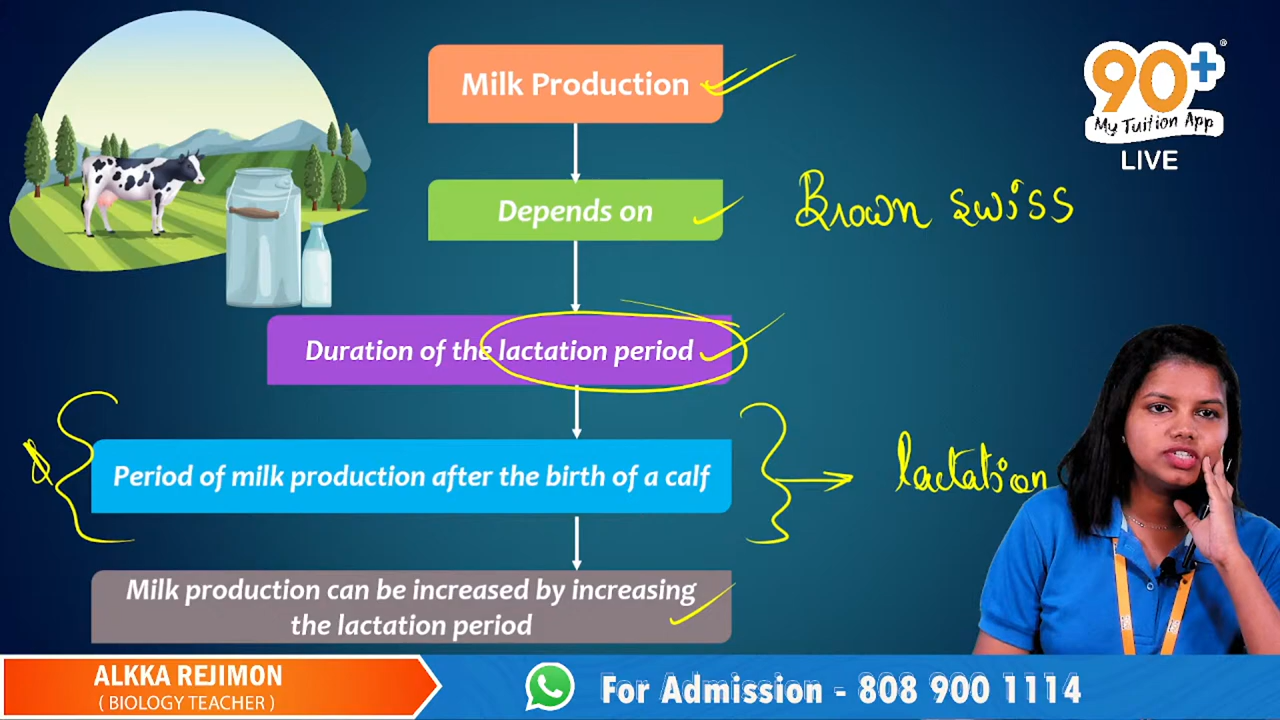 Milk Production
90+
My Tuition App
LIVE
Depends on
Brown swiss
Duration of the lactation period
Period of milk production after the birth of a calf
lactation
Milk production can be increased by increasing
the lactation period
ALKKA REJIMON
( BIOLOGY TEACHER )
For Admission - 808 900 1114